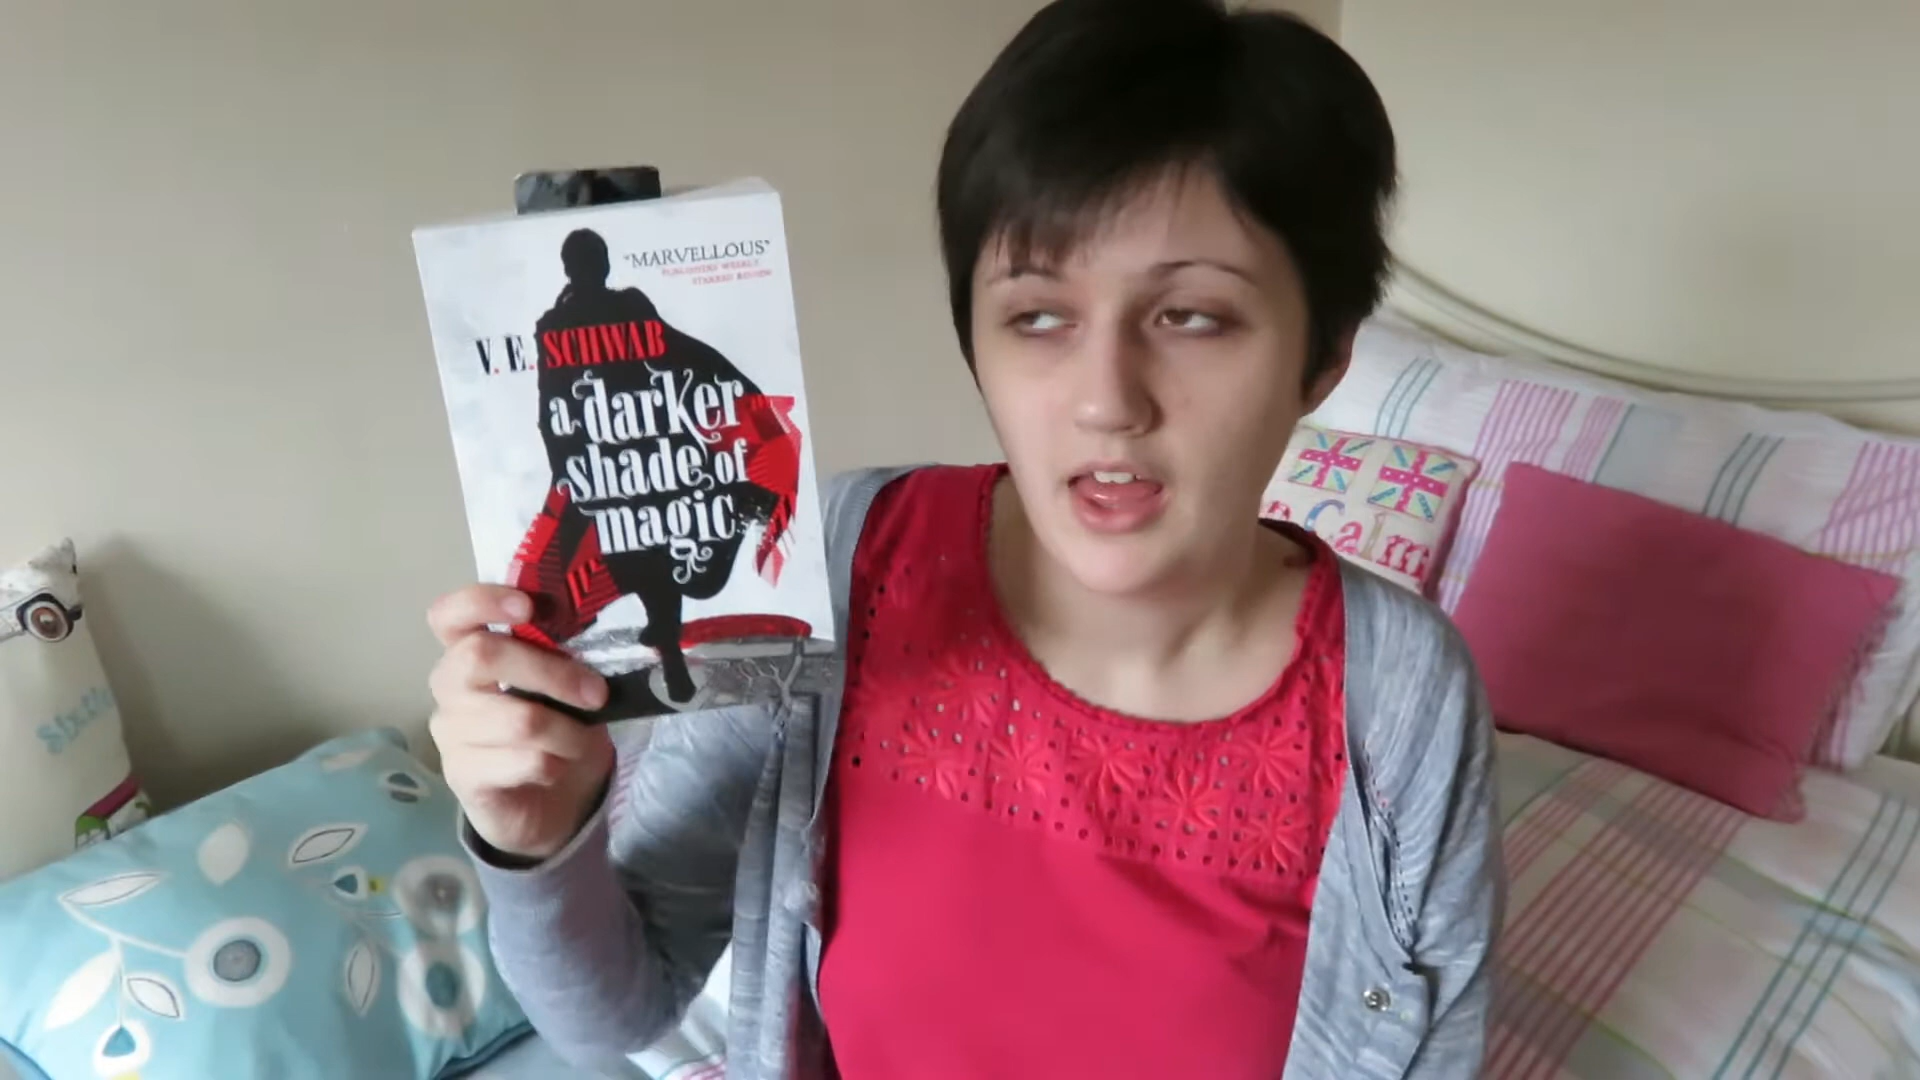 "MARVELLOUS"
PUBLISHERS WEEKLY
STARRED REVIEW
V. E. SCHWAB
a darker
shade of
magic
Calm